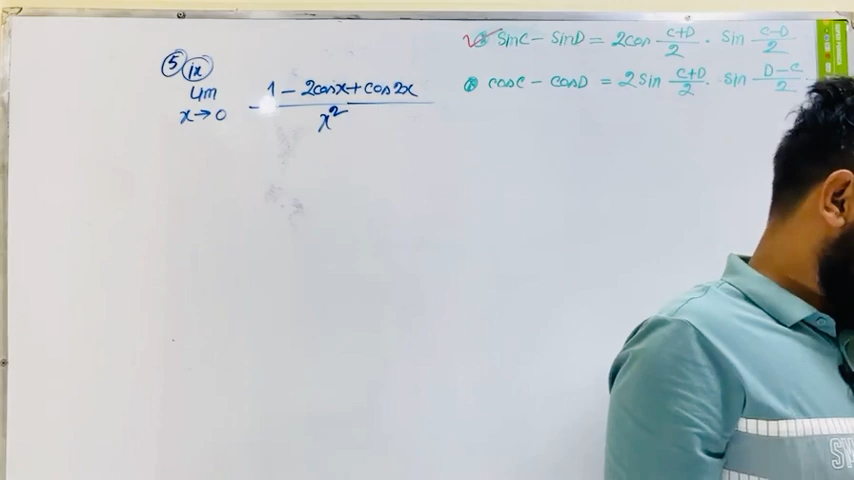 ⑤ ⓘⓧ
Lim x→0 (1 - 2cosx + cos2x)/x²
sinC - sinD = 2cos (C+D)/2 . sin (C-D)/2
cosC - cosD = 2sin (C+D)/2 . sin (D-C)/2